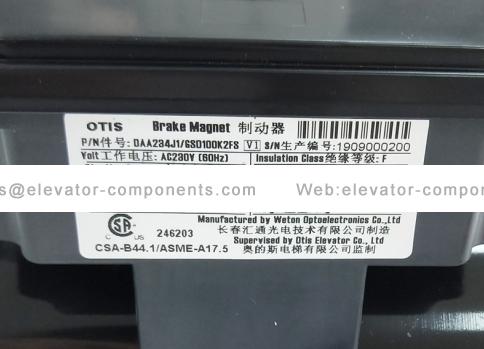 OTIS Brake Magnet 制动器
P/N件号: DAA234J1/GSD100K2FS V1 S/N生产编号:1909000200
Volt工作电压: AC230V (60Hz) Insulation Class绝缘等级: F
s@elevator-components.com Web:elevator-components.co
Manufactured by Weton Optoelectronics Co.,Ltd
SA C US 246203 长春汇通光电技术有限公司制造
Supervised by Otis Elevator Co.,Ltd
CSA-B44.1/ASME-A17.5 奥的斯电梯有限公司监制